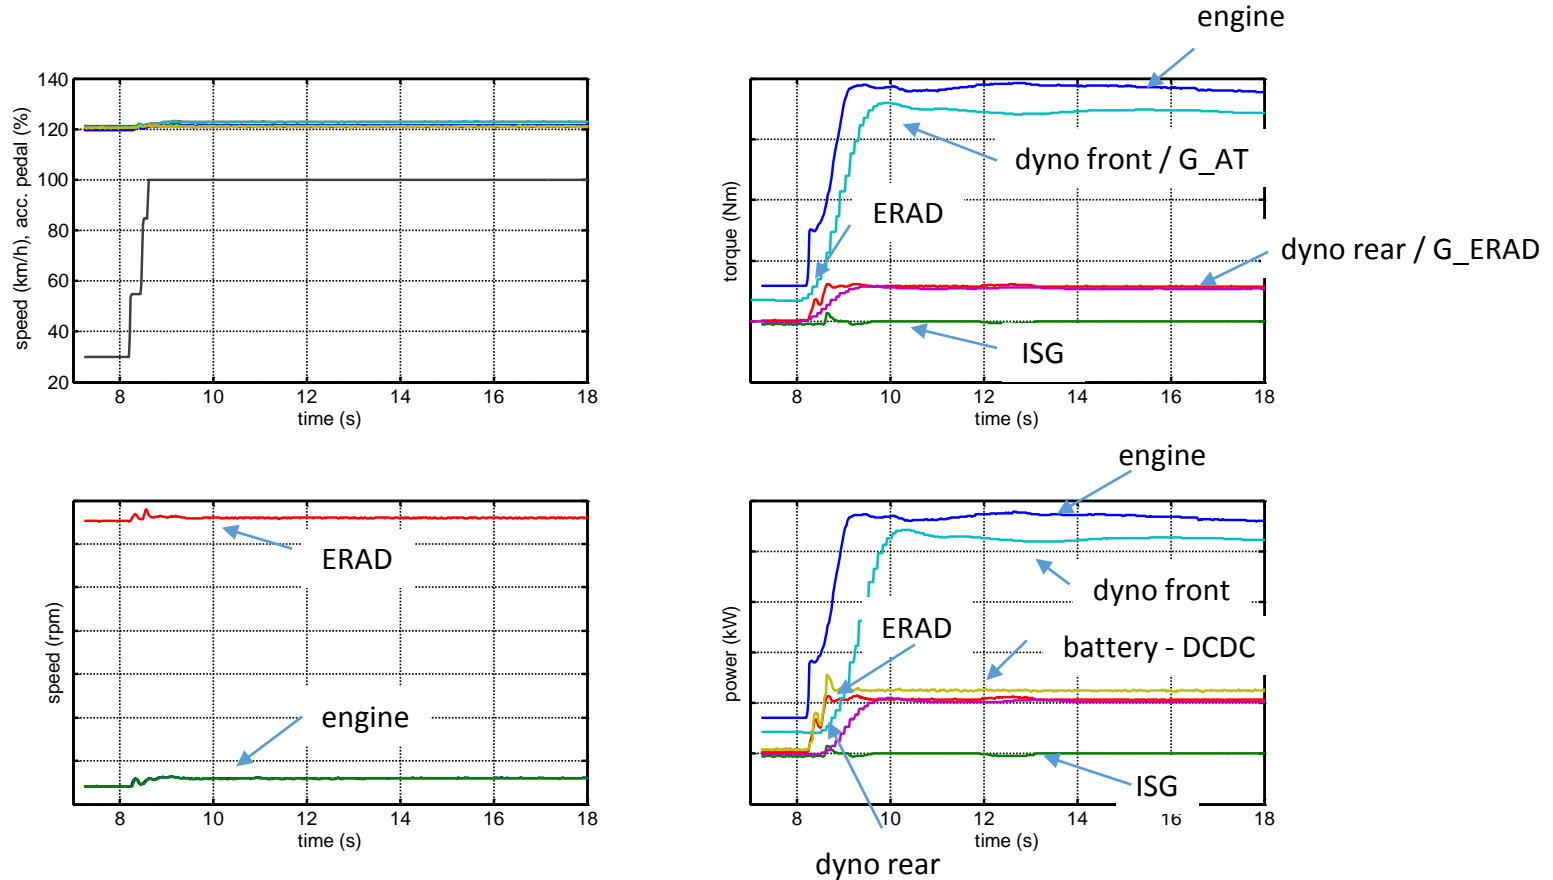 engine
140
120
100
80
60
40
20
speed (km/h), acc. pedal (%)
8 10 12 14 16 18
time (s)
torque (Nm)
dyno front / G_AT
ERAD
dyno rear / G_ERAD
ISG
8 10 12 14 16 18
time (s)
speed (rpm)
ERAD
engine
8 10 12 14 16 18
time (s)
engine
power (kW)
dyno front
ERAD
battery - DCDC
ISG
8 10 12 14 16 18
time (s)
dyno rear